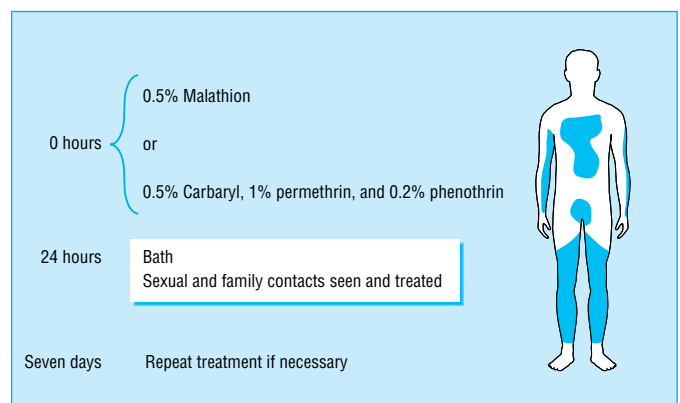 0.5% Malathion
0 hours or
0.5% Carbaryl, 1% permethrin, and 0.2% phenothrin
24 hours Bath
Sexual and family contacts seen and treated
Seven days Repeat treatment if necessary